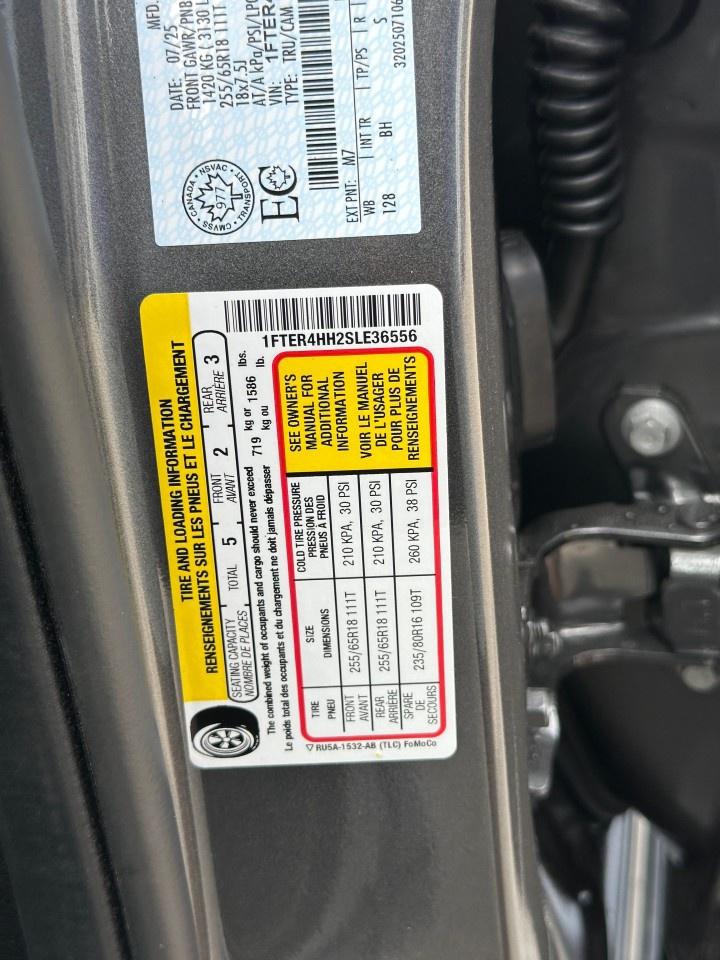 TIRE AND LOADING INFORMATION
RENSEIGNEMENTS SUR LES PNEUS ET LE CHARGEMENT
SEATING CAPACITY TOTAL 5 FRONT 2 REAR 3
NOMBRE DE PLACES AVANT ARRIÈRE
The combined weight of occupants and cargo should never exceed 719 kg or 1586 lbs.
Le poids total des occupants et du chargement ne doit jamais dépasser kg ou lb.
TIRE SIZE COLD TIRE PRESSURE
PNEU DIMENSIONS PRESSION DES
PNEUS À FROID
FRONT 255/65R18 111T 210 KPA, 30 PSI
AVANT
REAR 255/65R18 111T 210 KPA, 30 PSI
ARRIÈRE
SPARE 235/80R16 109T 260 KPA, 38 PSI
DE
SECOURS
1FTER4HH2SLE36556
SEE OWNER'S
MANUAL FOR
ADDITIONAL
INFORMATION
VOIR LE MANUEL
DE L'USAGER
POUR PLUS DE
RENSEIGNEMENTS
RU5A-1532-AB (TLC) FoMoCo
MFD.
DATE: 07/25
FRONT GAWR/PNB
1420 KG ( 3130 L
255/65R18 111T
18x7.5J
AT/A kPa/PSI/LPC
VIN: 1FTER4
TYPE: TRU/CAM
CANADA • NSVAC •
977
CMVSS • TRANSPORT
EC
EXT PNT: M7
WB INT TR TP/PS R
128 BH S
3202507106